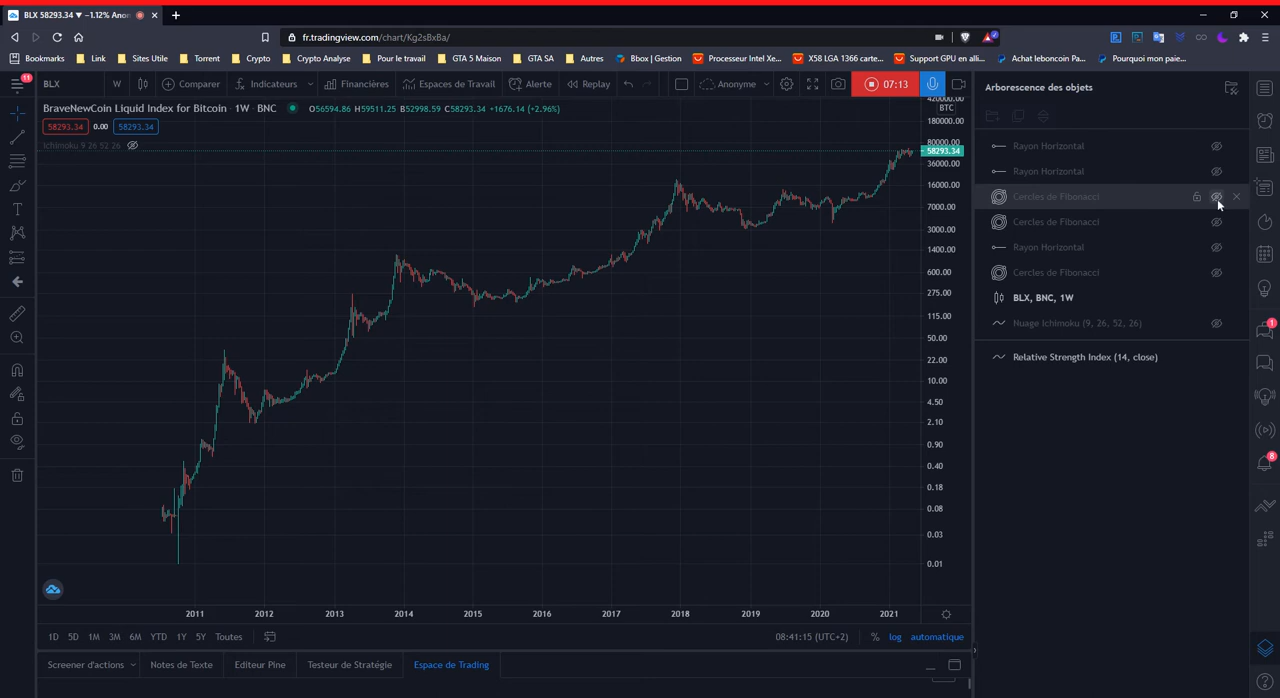 BLX 58293.34 ▼ −1.12% Anon
fr.tradingview.com/chart/Kg2sBxBa/
Bookmarks Link Sites Utile Torrent Crypto Crypto Analyse Pour le travail GTA 5 Maison GTA SA Autres Bbox | Gestion Processeur Intel Xe... X58 LGA 1366 carte... Support GPU en alli... Achat leboncoin Pa... Pourquoi mon paie...
11
BLX W Comparer Indicateurs Financières Espaces de Travail Alerte Replay Anonyme 07:13
BraveNewCoin Liquid Index for Bitcoin · 1W · BNC O56594.86 H59511.25 B52998.59 C58293.34 +1676.14 (+2.96%)
58293.34 0.00 58293.34
Ichimoku 9 26 52 26
420000.00
BTC
180000.00
80000.00
58293.34
36000.00
16000.00
7000.00
3000.00
1400.00
600.00
275.00
115.00
50.00
22.00
10.00
4.50
2.10
0.90
0.40
0.18
0.08
0.03
0.01
2011 2012 2013 2014 2015 2016 2017 2018 2019 2020 2021
1D 5D 1M 3M 6M YTD 1Y 5Y Toutes 08:41:15 (UTC+2) % log automatique
Screener d'actions Notes de Texte Editeur Pine Testeur de Stratégie Espace de Trading
Arborescence des objets
Rayon Horizontal
Rayon Horizontal
Cercles de Fibonacci
Cercles de Fibonacci
Rayon Horizontal
Cercles de Fibonacci
BLX, BNC, 1W
Nuage Ichimoku (9, 26, 52, 26)
Relative Strength Index (14, close)
1
8